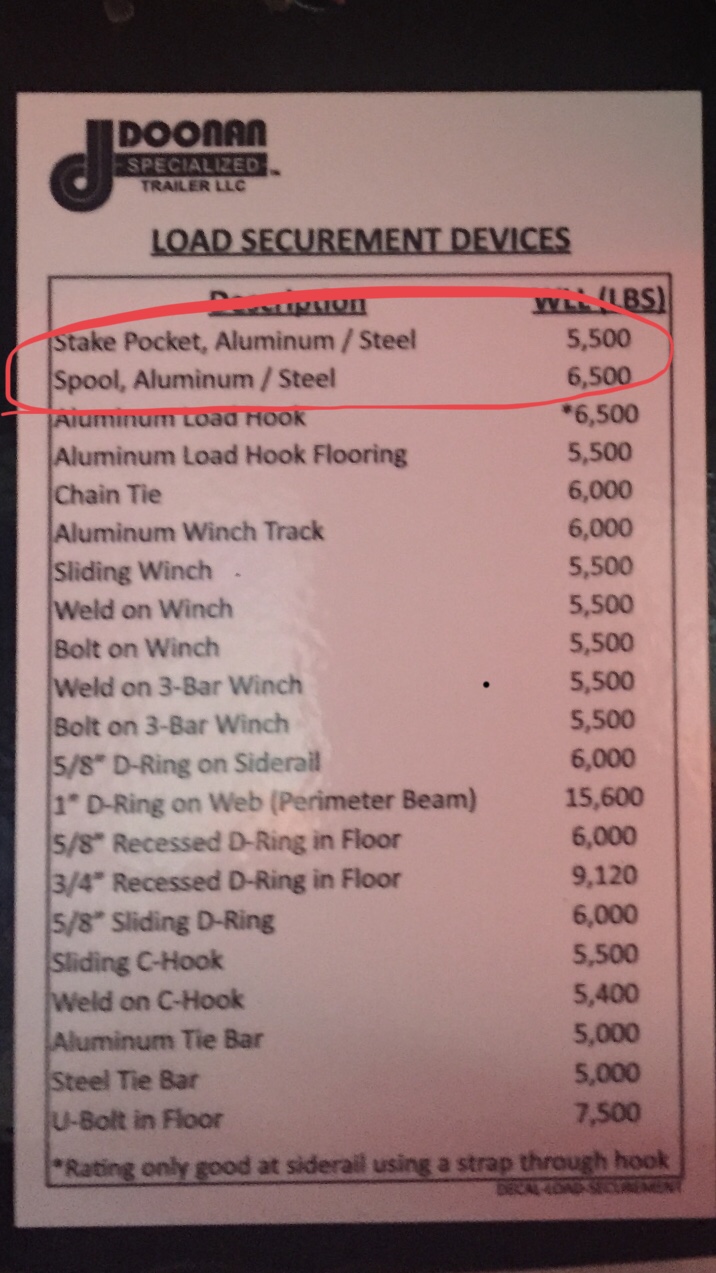 DOONAN
SPECIALIZED
TRAILER LLC
LOAD SECUREMENT DEVICES
Description WLL (LBS)
Stake Pocket, Aluminum / Steel 5,500
Spool, Aluminum / Steel 6,500
Aluminum Load Hook *6,500
Aluminum Load Hook Flooring 5,500
Chain Tie 6,000
Aluminum Winch Track 6,000
Sliding Winch 5,500
Weld on Winch 5,500
Bolt on Winch 5,500
Weld on 3-Bar Winch 5,500
Bolt on 3-Bar Winch 5,500
5/8" D-Ring on Siderail 6,000
1" D-Ring on Web (Perimeter Beam) 15,600
5/8" Recessed D-Ring in Floor 6,000
3/4" Recessed D-Ring in Floor 9,120
5/8" Sliding D-Ring 6,000
Sliding C-Hook 5,500
Weld on C-Hook 5,400
Aluminum Tie Bar 5,000
Steel Tie Bar 5,000
U-Bolt in Floor 7,500
*Rating only good at siderail using a strap through hook
DECAL-LOAD-SECUREMENT